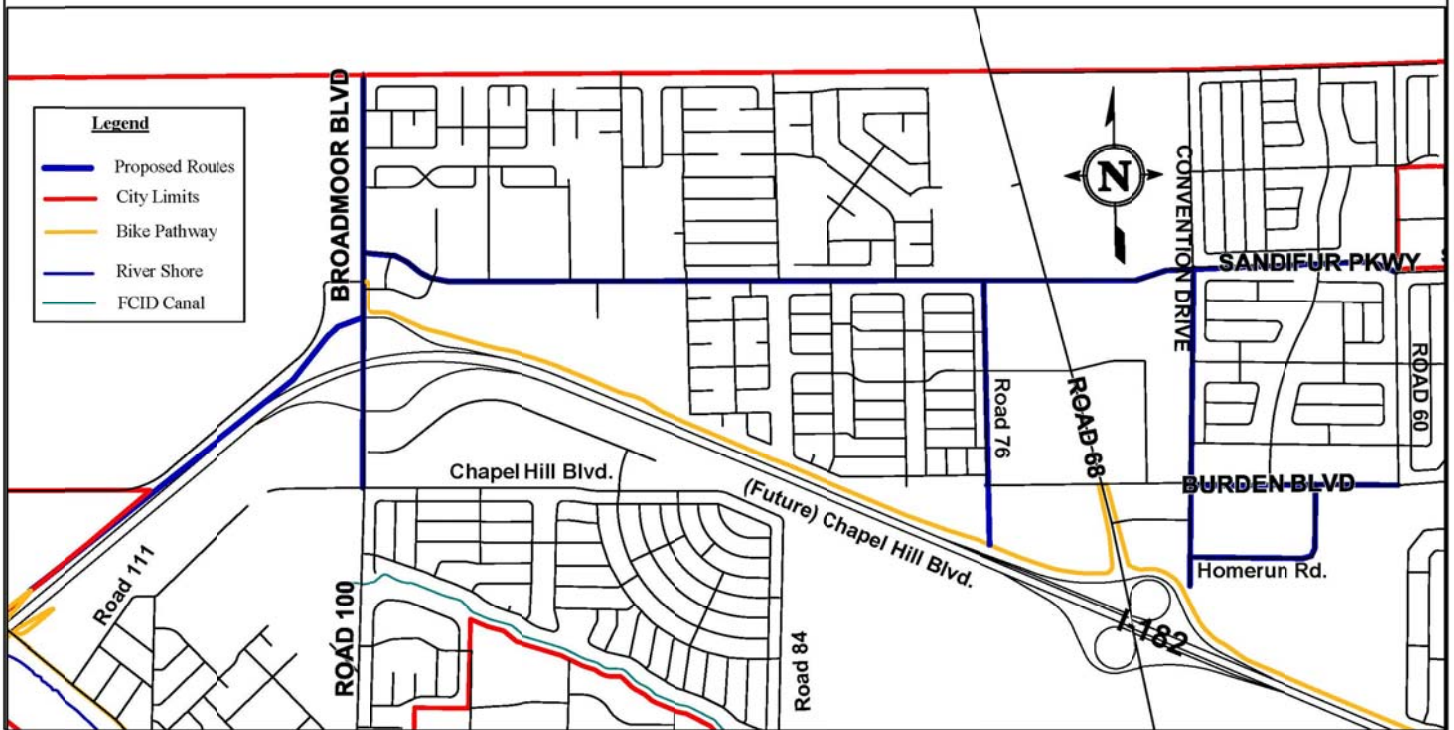 Legend
Proposed Routes
City Limits
Bike Pathway
River Shore
FCID Canal
BROADMOOR BLVD
N
CONVENTION DRIVE
SANDIFUR PKWY
ROAD 60
Road 76
ROAD 68
Chapel Hill Blvd.
BURDEN BLVD
(Future) Chapel Hill Blvd.
Homerun Rd.
Road 111
ROAD 100
Road 84
I-182